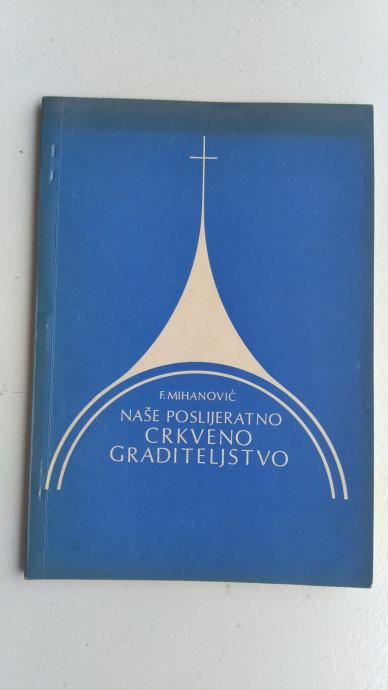 F. MIHANOVIĆ
NAŠE POSLIJERATNO
CRKVENO
GRADITELJSTVO